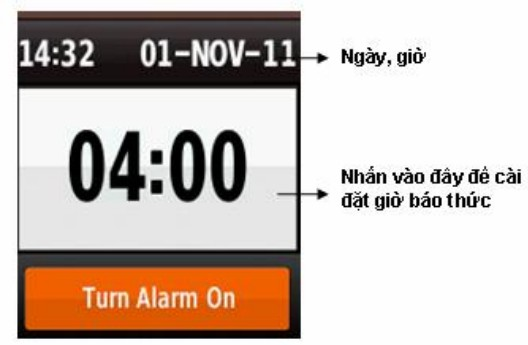 14:32 01-NOV-11
Ngày, giờ
04:00
Nhấn vào đây để cài
đặt giờ báo thức
Turn Alarm On